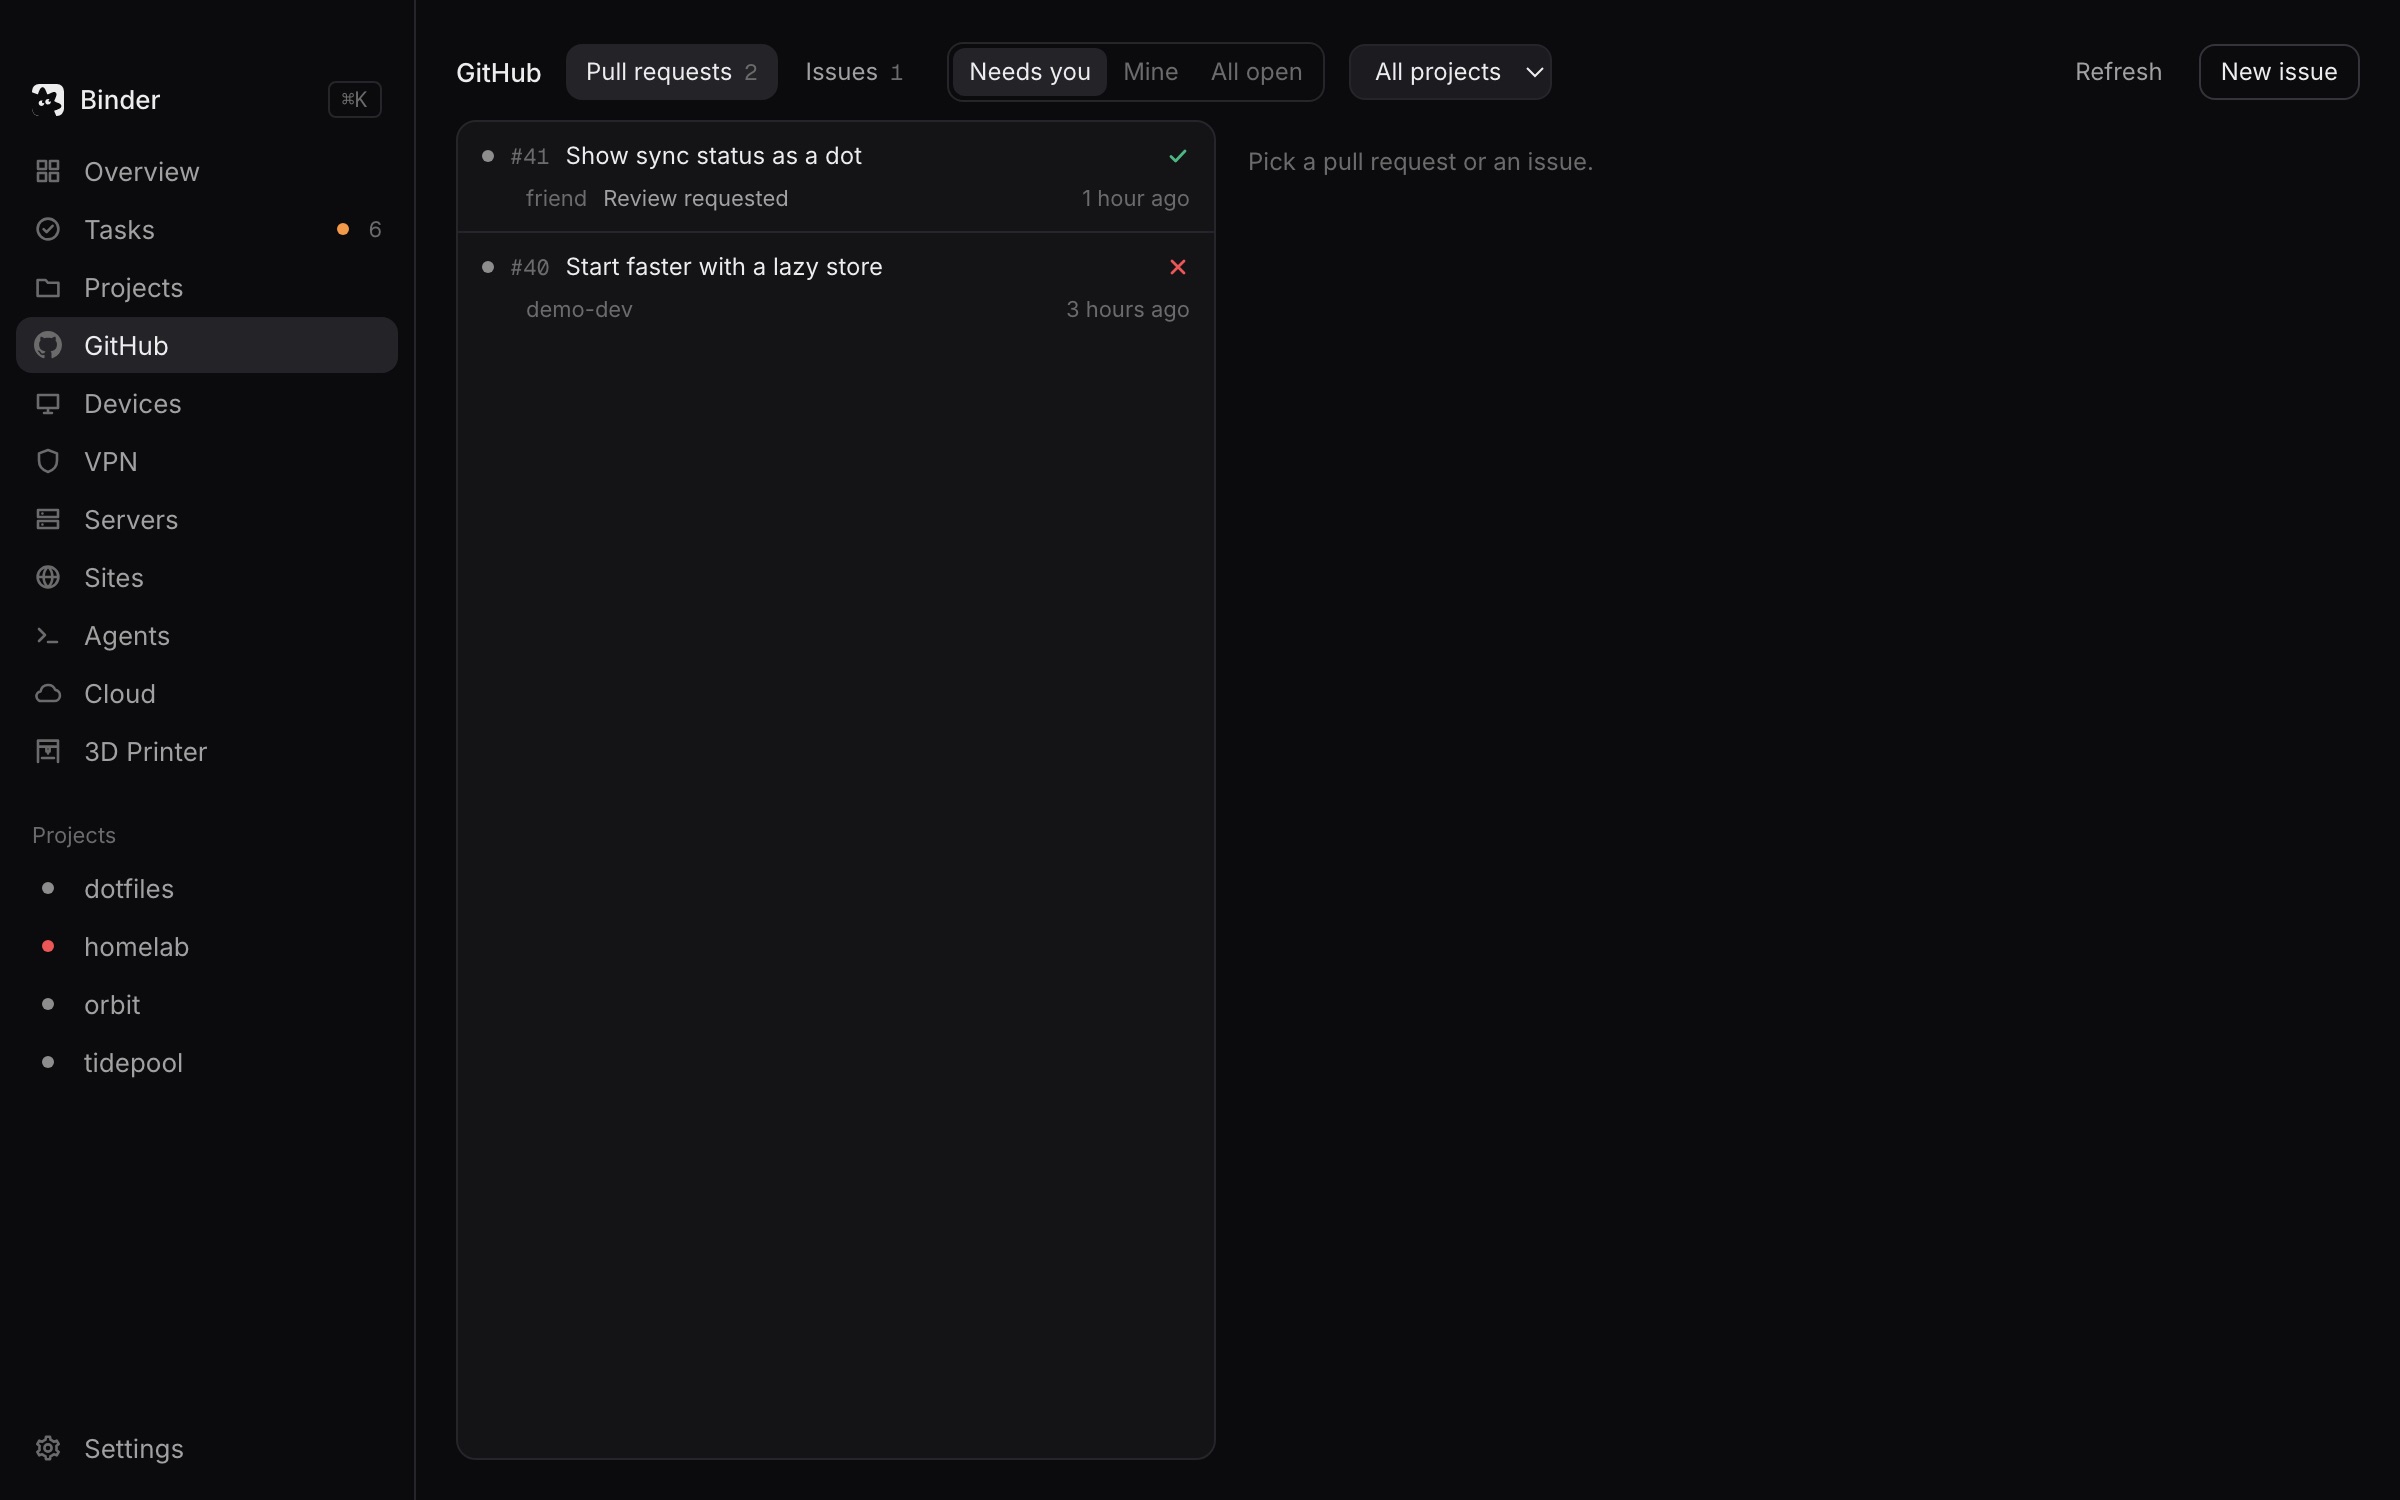 Binder ⌘K
Overview
Tasks 6
Projects
GitHub
Devices
VPN
Servers
Sites
Agents
Cloud
3D Printer
Projects
dotfiles
homelab
orbit
tidepool
Settings
GitHub Pull requests 2 Issues 1 Needs you Mine All open All projects Refresh New issue
#41 Show sync status as a dot
friend Review requested 1 hour ago
#40 Start faster with a lazy store
demo-dev 3 hours ago
Pick a pull request or an issue.